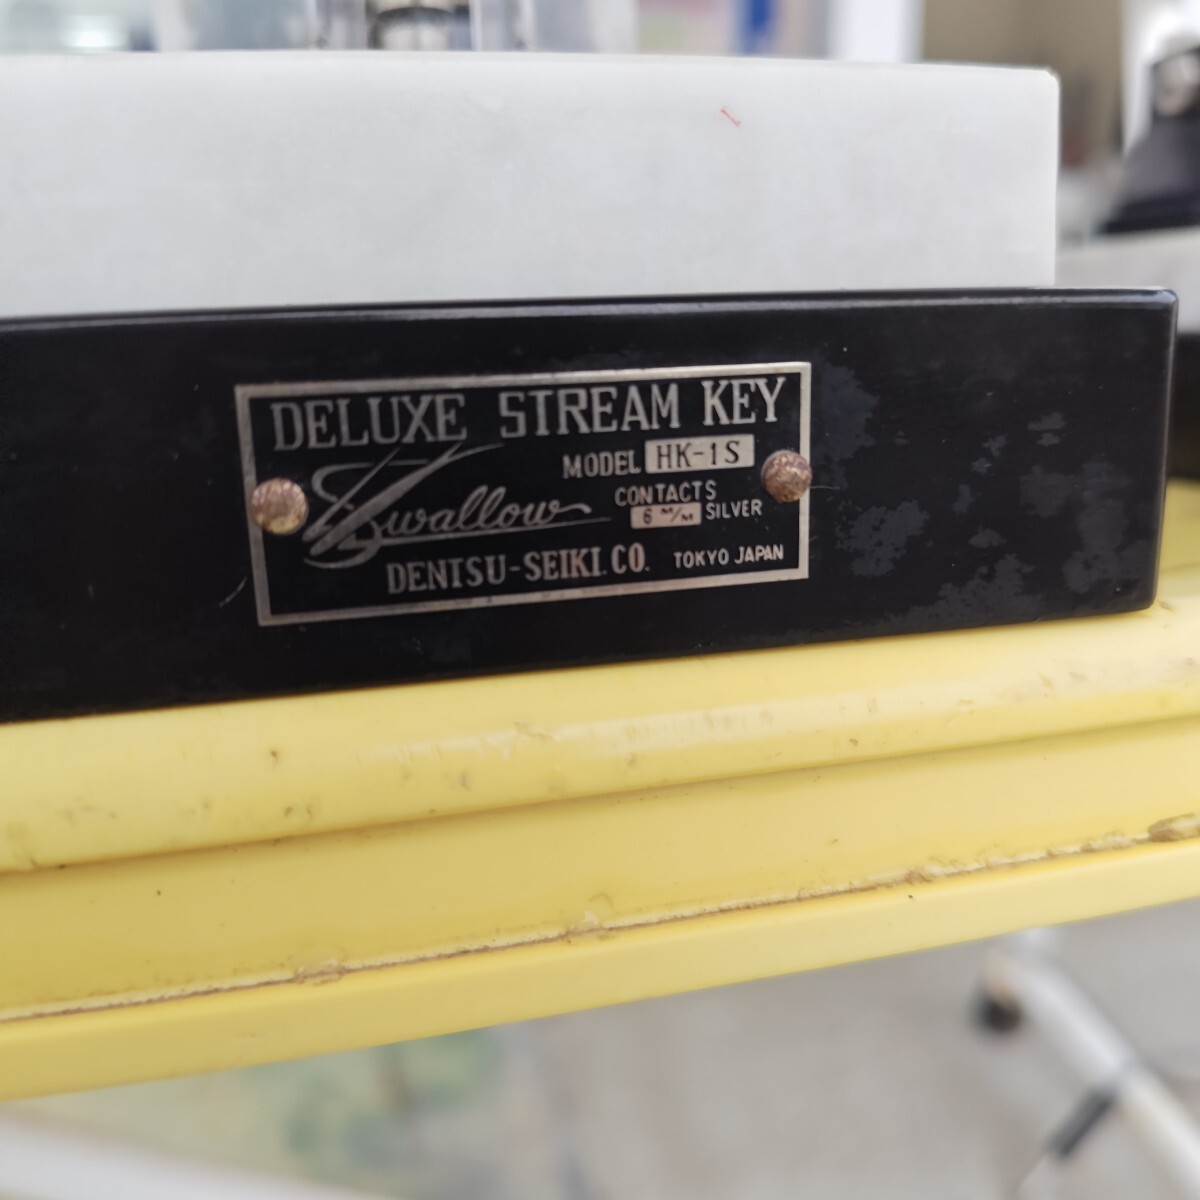 DELUXE STREAM KEY
MODEL HK-1S
Swallow
CONTACTS
6 M/M SILVER
DENTSU-SEIKI.CO. TOKYO JAPAN